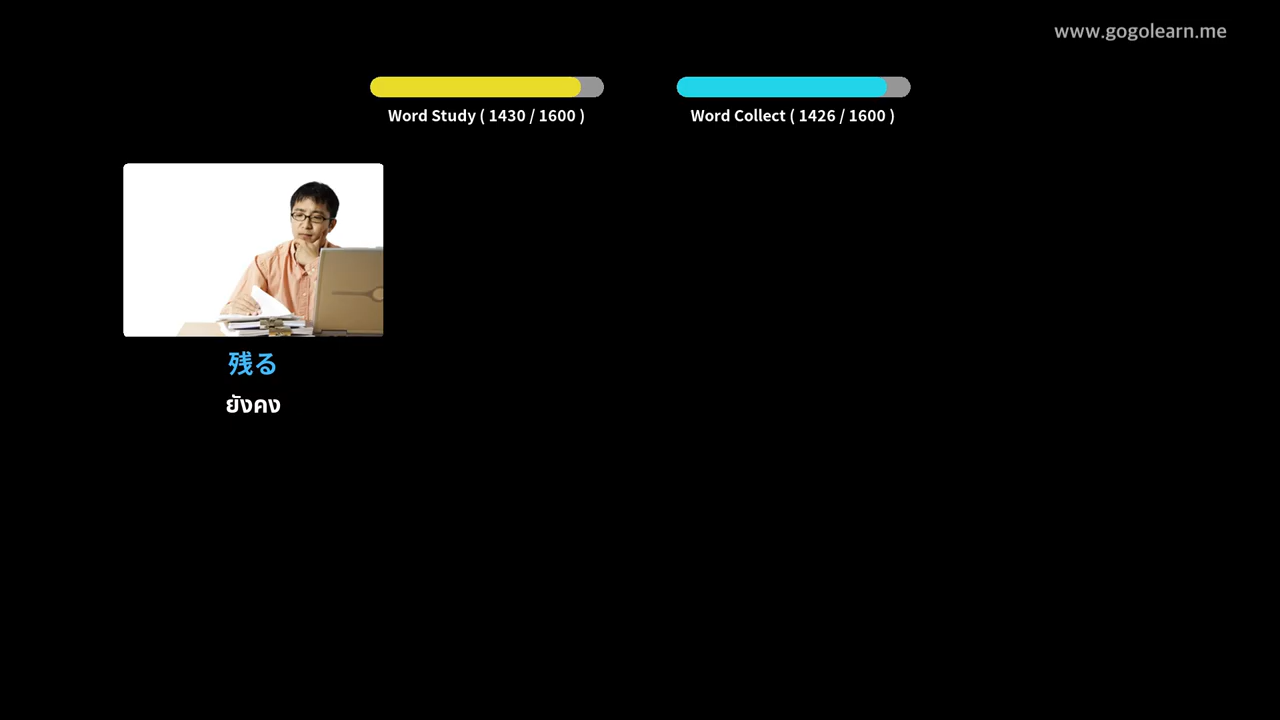 www.gogolearn.me
Word Study ( 1430 / 1600 )
Word Collect ( 1426 / 1600 )
残る
ยังคง